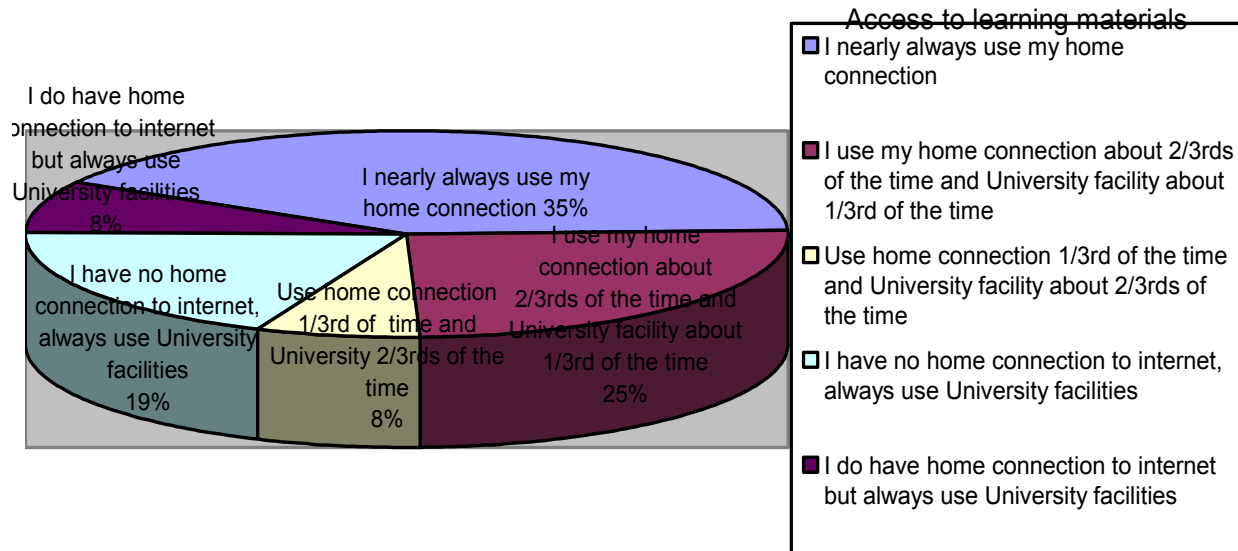 Access to learning materials
I do have home
onnection to internet
but always use
University facilities
8%
I nearly always use my
home connection 35%
I use my home
connection about
2/3rds of the time and
University facility about
1/3rd of the time
25%
Use home connection
1/3rd of time and
University 2/3rds of the
time
8%
I have no home
connection to internet,
always use University
facilities
19%
I nearly always use my home
connection
I use my home connection about 2/3rds
of the time and University facility about
1/3rd of the time
Use home connection 1/3rd of the time
and University facility about 2/3rds of
the time
I have no home connection to internet,
always use University facilities
I do have home connection to internet
but always use University facilities